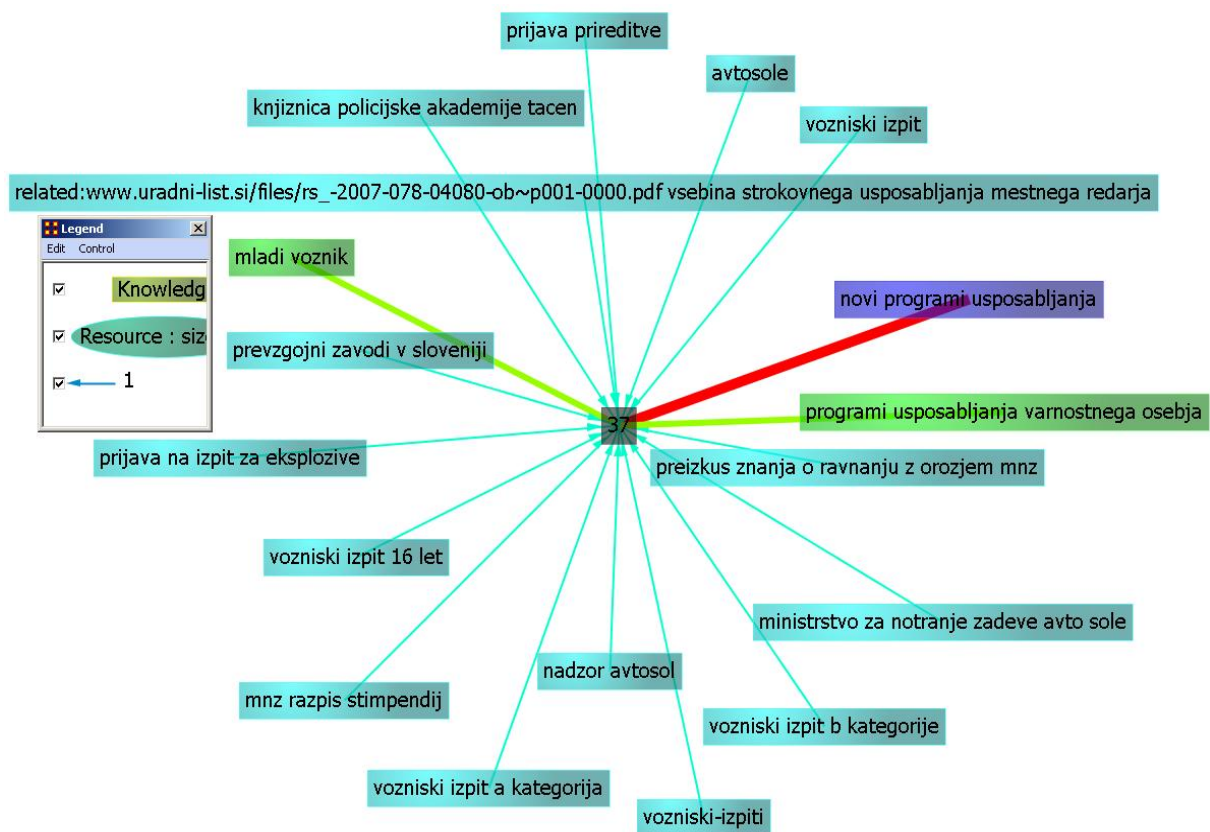 prijava prireditve
avtosole
knjiznica policijske akademije tacen
vozniski izpit
related:www.uradni-list.si/files/rs_-2007-078-04080-ob~p001-0000.pdf vsebina strokovnega usposabljanja mestnega redarja
Legend
Edit Control
Knowledg
Resource : siz
1
mladi voznik
novi programi usposabljanja
prevzgojni zavodi v sloveniji
programi usposabljanja varnostnega osebja
37
prijava na izpit za eksplozive
preizkus znanja o ravnanju z orozjem mnz
vozniski izpit 16 let
ministrstvo za notranje zadeve avto sole
nadzor avtosol
mnz razpis stimpendij
vozniski izpit b kategorije
vozniski izpit a kategorija
vozniski-izpiti